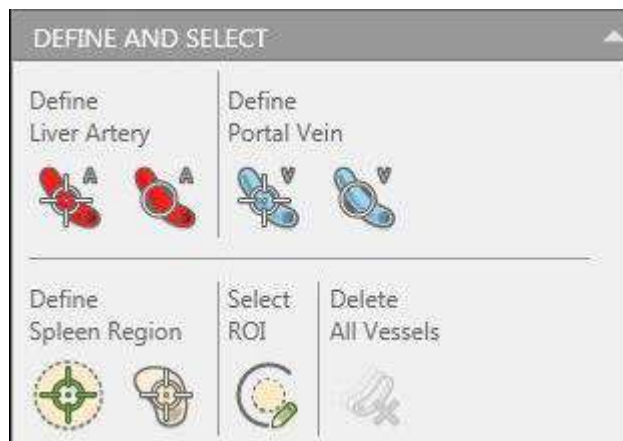 DEFINE AND SELECT
Define
Liver Artery
Define
Portal Vein
A
A
V
V
Define
Spleen Region
Select
ROI
Delete
All Vessels